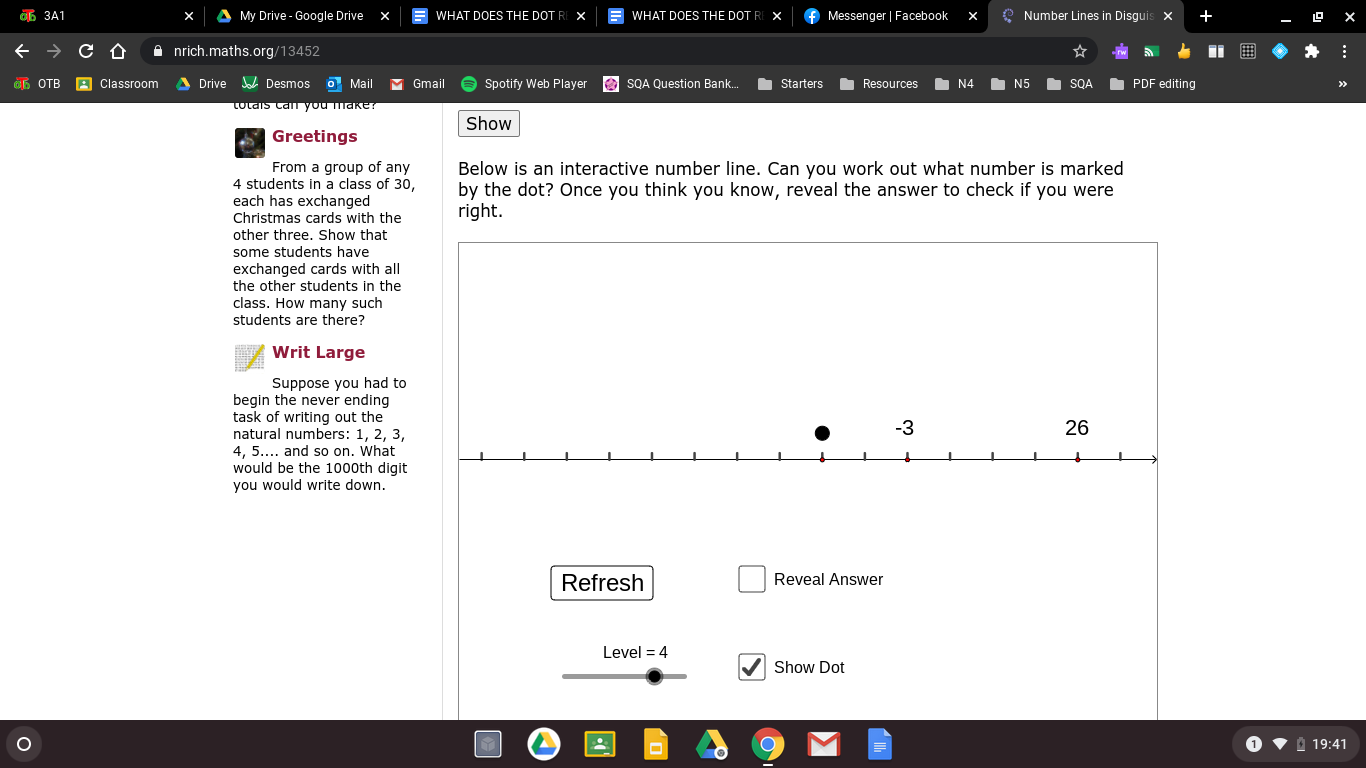 3A1
My Drive - Google Drive
WHAT DOES THE DOT R
WHAT DOES THE DOT R
Messenger | Facebook
Number Lines in Disguis
nrich.maths.org/13452
OTB
Classroom
Drive
Desmos
Mail
Gmail
Spotify Web Player
SQA Question Bank...
Starters
Resources
N4
N5
SQA
PDF editing
»
totals can you make?
Greetings
From a group of any
4 students in a class of 30,
each has exchanged
Christmas cards with the
other three. Show that
some students have
exchanged cards with all
the other students in the
class. How many such
students are there?
Writ Large
Suppose you had to
begin the never ending
task of writing out the
natural numbers: 1, 2, 3,
4, 5.... and so on. What
would be the 1000th digit
you would write down.
Show
Below is an interactive number line. Can you work out what number is marked
by the dot? Once you think you know, reveal the answer to check if you were
right.
-3
26
Refresh
Reveal Answer
Level = 4
Show Dot
1
19:41